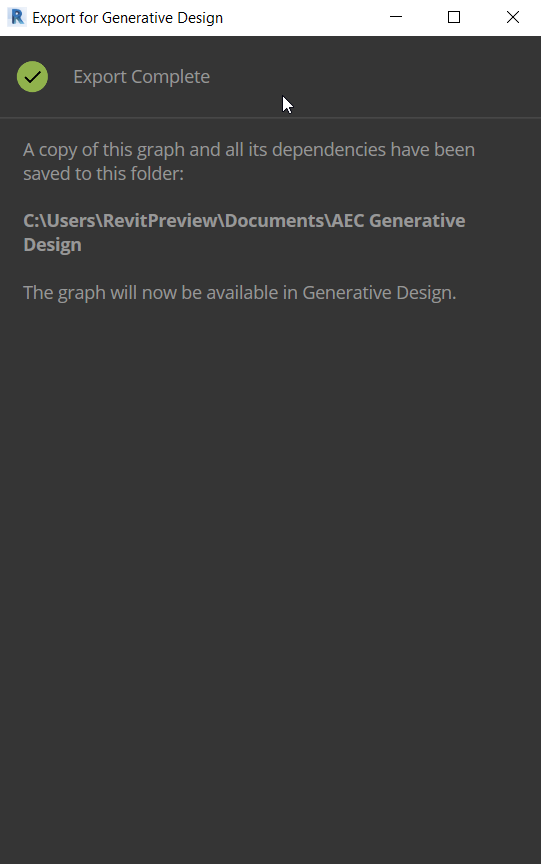 Export for Generative Design
Export Complete
A copy of this graph and all its dependencies have been
saved to this folder:
C:\Users\RevitPreview\Documents\AEC Generative
Design
The graph will now be available in Generative Design.